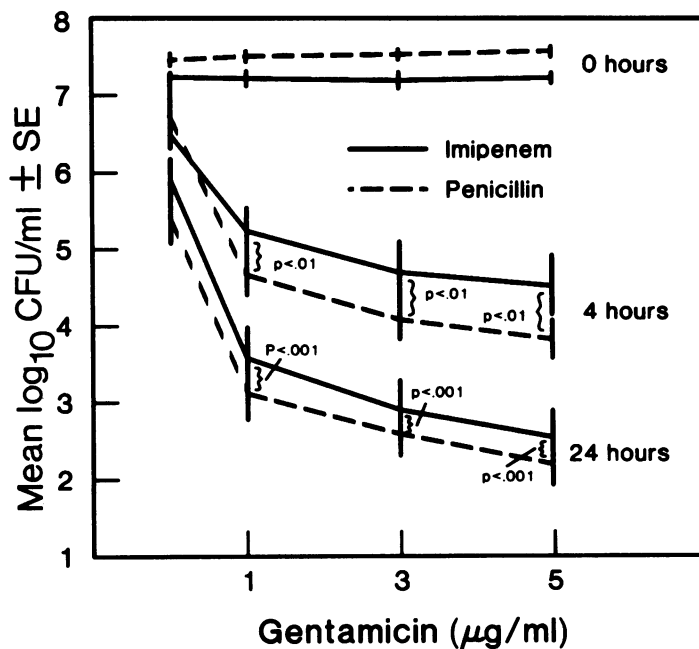 8
7
6
5
4
3
2
1
Mean log10 CFU/ml ± SE
0 hours
Imipenem
Penicillin
p<.01
p<.01
p<.01
4 hours
P<.001
p<.001
p<.001
24 hours
1 3 5
Gentamicin (μg/ml)